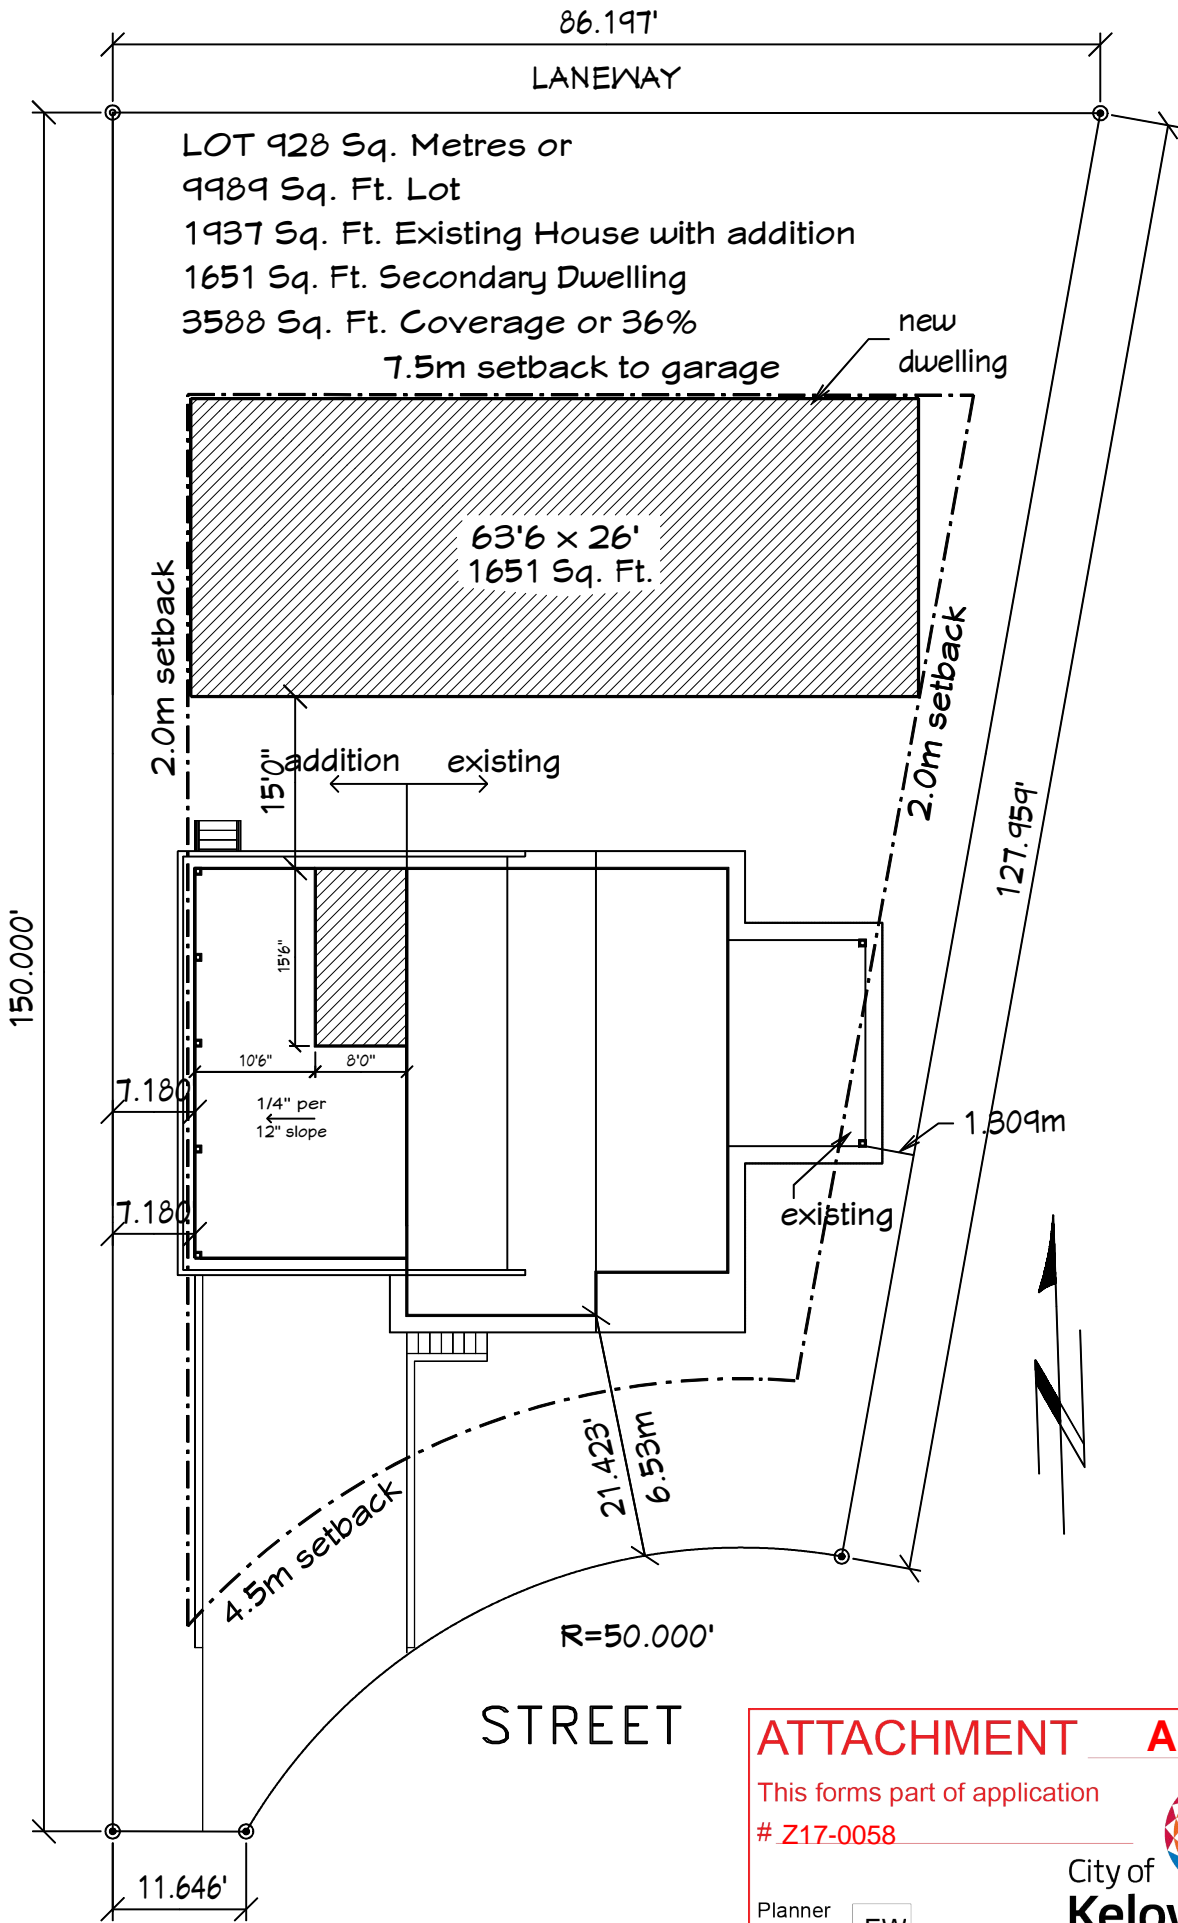 86.197'
LANEWAY
LOT 928 Sq. Metres or
9989 Sq. Ft. Lot
1937 Sq. Ft. Existing House with addition
1651 Sq. Ft. Secondary Dwelling
3588 Sq. Ft. Coverage or 36%
7.5m setback to garage
new
dwelling
63'6 x 26'
1651 Sq. Ft.
2.0m setback
2.0m setback
15'0"
addition
existing
127.959'
150.000'
15'6"
10'6"
8'0"
7.180
1/4" per
12" slope
1.309m
7.180
existing
21.423'
6.53m
4.5m setback
R=50.000'
STREET
11.646'
ATTACHMENT A
This forms part of application
# Z17-0058
City of
Planner